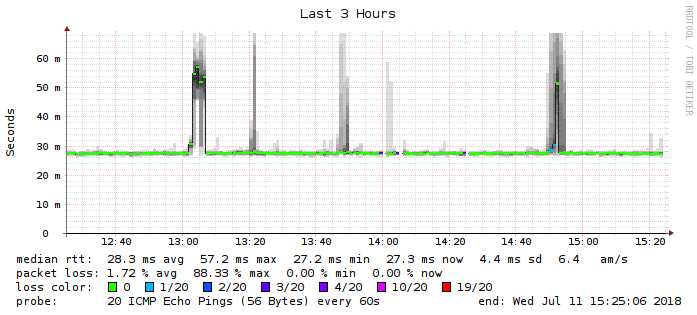 Last 3 Hours
RRDTOOL / TOBI OETIKER
Seconds
60 m
50 m
40 m
30 m
20 m
10 m
0
12:40 13:00 13:20 13:40 14:00 14:20 14:40 15:00 15:20
median rtt: 28.3 ms avg 57.2 ms max 27.2 ms min 27.3 ms now 4.4 ms sd 6.4 am/s
packet loss: 1.72 % avg 88.33 % max 0.00 % min 0.00 % now
loss color: 0 1/20 2/20 3/20 4/20 10/20 19/20
probe: 20 ICMP Echo Pings (56 Bytes) every 60s end: Wed Jul 11 15:25:06 2018